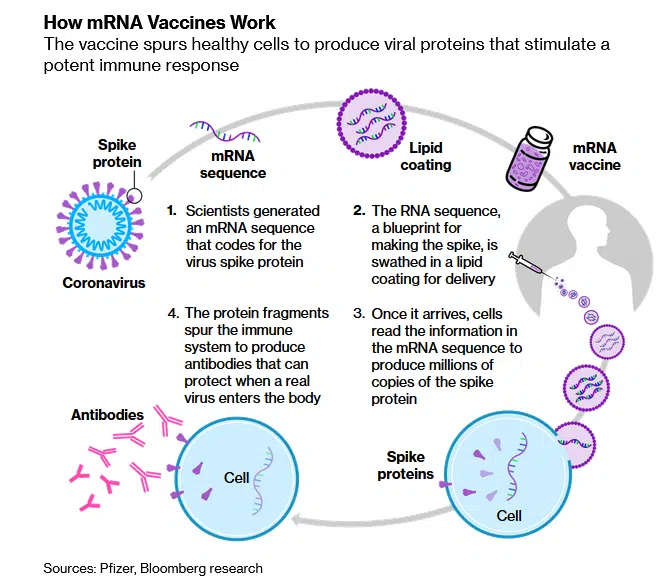 How mRNA Vaccines Work
The vaccine spurs healthy cells to produce viral proteins that stimulate a
potent immune response
Spike
protein
mRNA
sequence
Lipid
coating
mRNA
vaccine
Coronavirus
1. Scientists generated
an mRNA sequence
that codes for the
virus spike protein
2. The RNA sequence,
a blueprint for
making the spike, is
swathed in a lipid
coating for delivery
3. Once it arrives, cells
read the information in
the mRNA sequence to
produce millions of
copies of the spike
protein
4. The protein fragments
spur the immune
system to produce
antibodies that can
protect when a real
virus enters the body
Antibodies
Cell
Spike
proteins
Cell
Sources: Pfizer, Bloomberg research